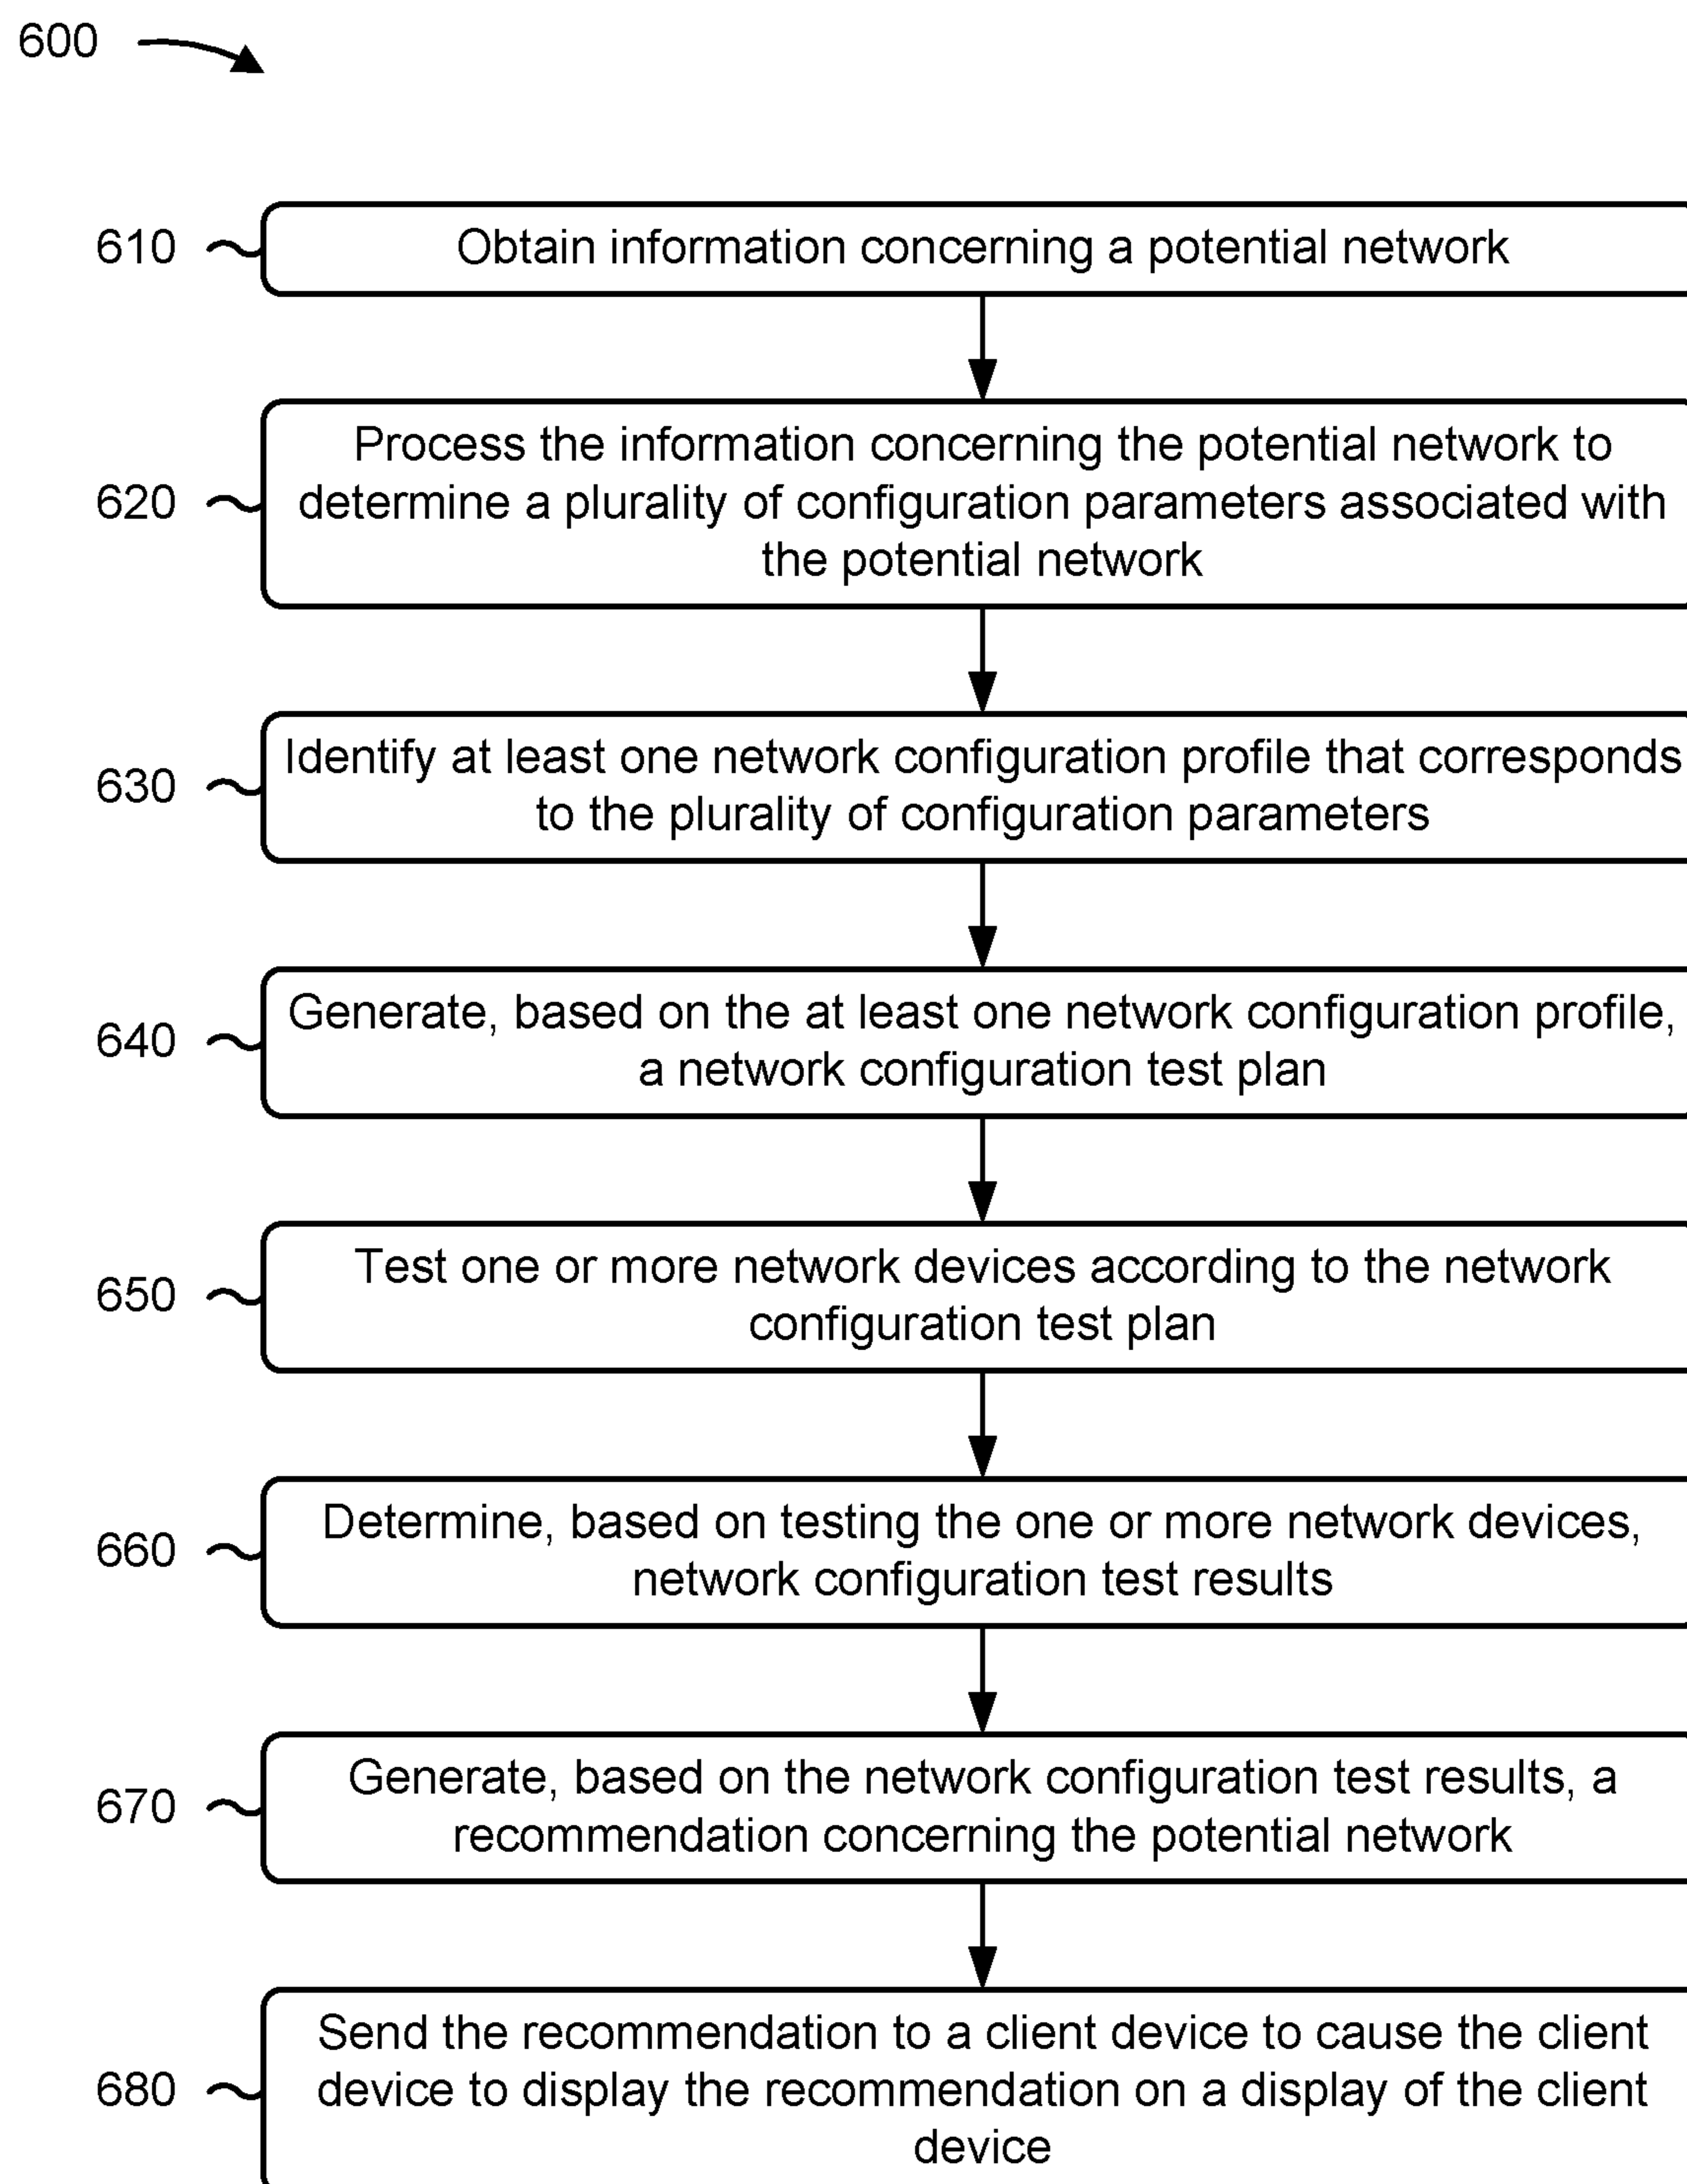 600
610
Obtain information concerning a potential network
620
Process the information concerning the potential network to
determine a plurality of configuration parameters associated with
the potential network
630
Identify at least one network configuration profile that corresponds
to the plurality of configuration parameters
640
Generate, based on the at least one network configuration profile,
a network configuration test plan
650
Test one or more network devices according to the network
configuration test plan
660
Determine, based on testing the one or more network devices,
network configuration test results
670
Generate, based on the network configuration test results, a
recommendation concerning the potential network
680
Send the recommendation to a client device to cause the client
device to display the recommendation on a display of the client
device